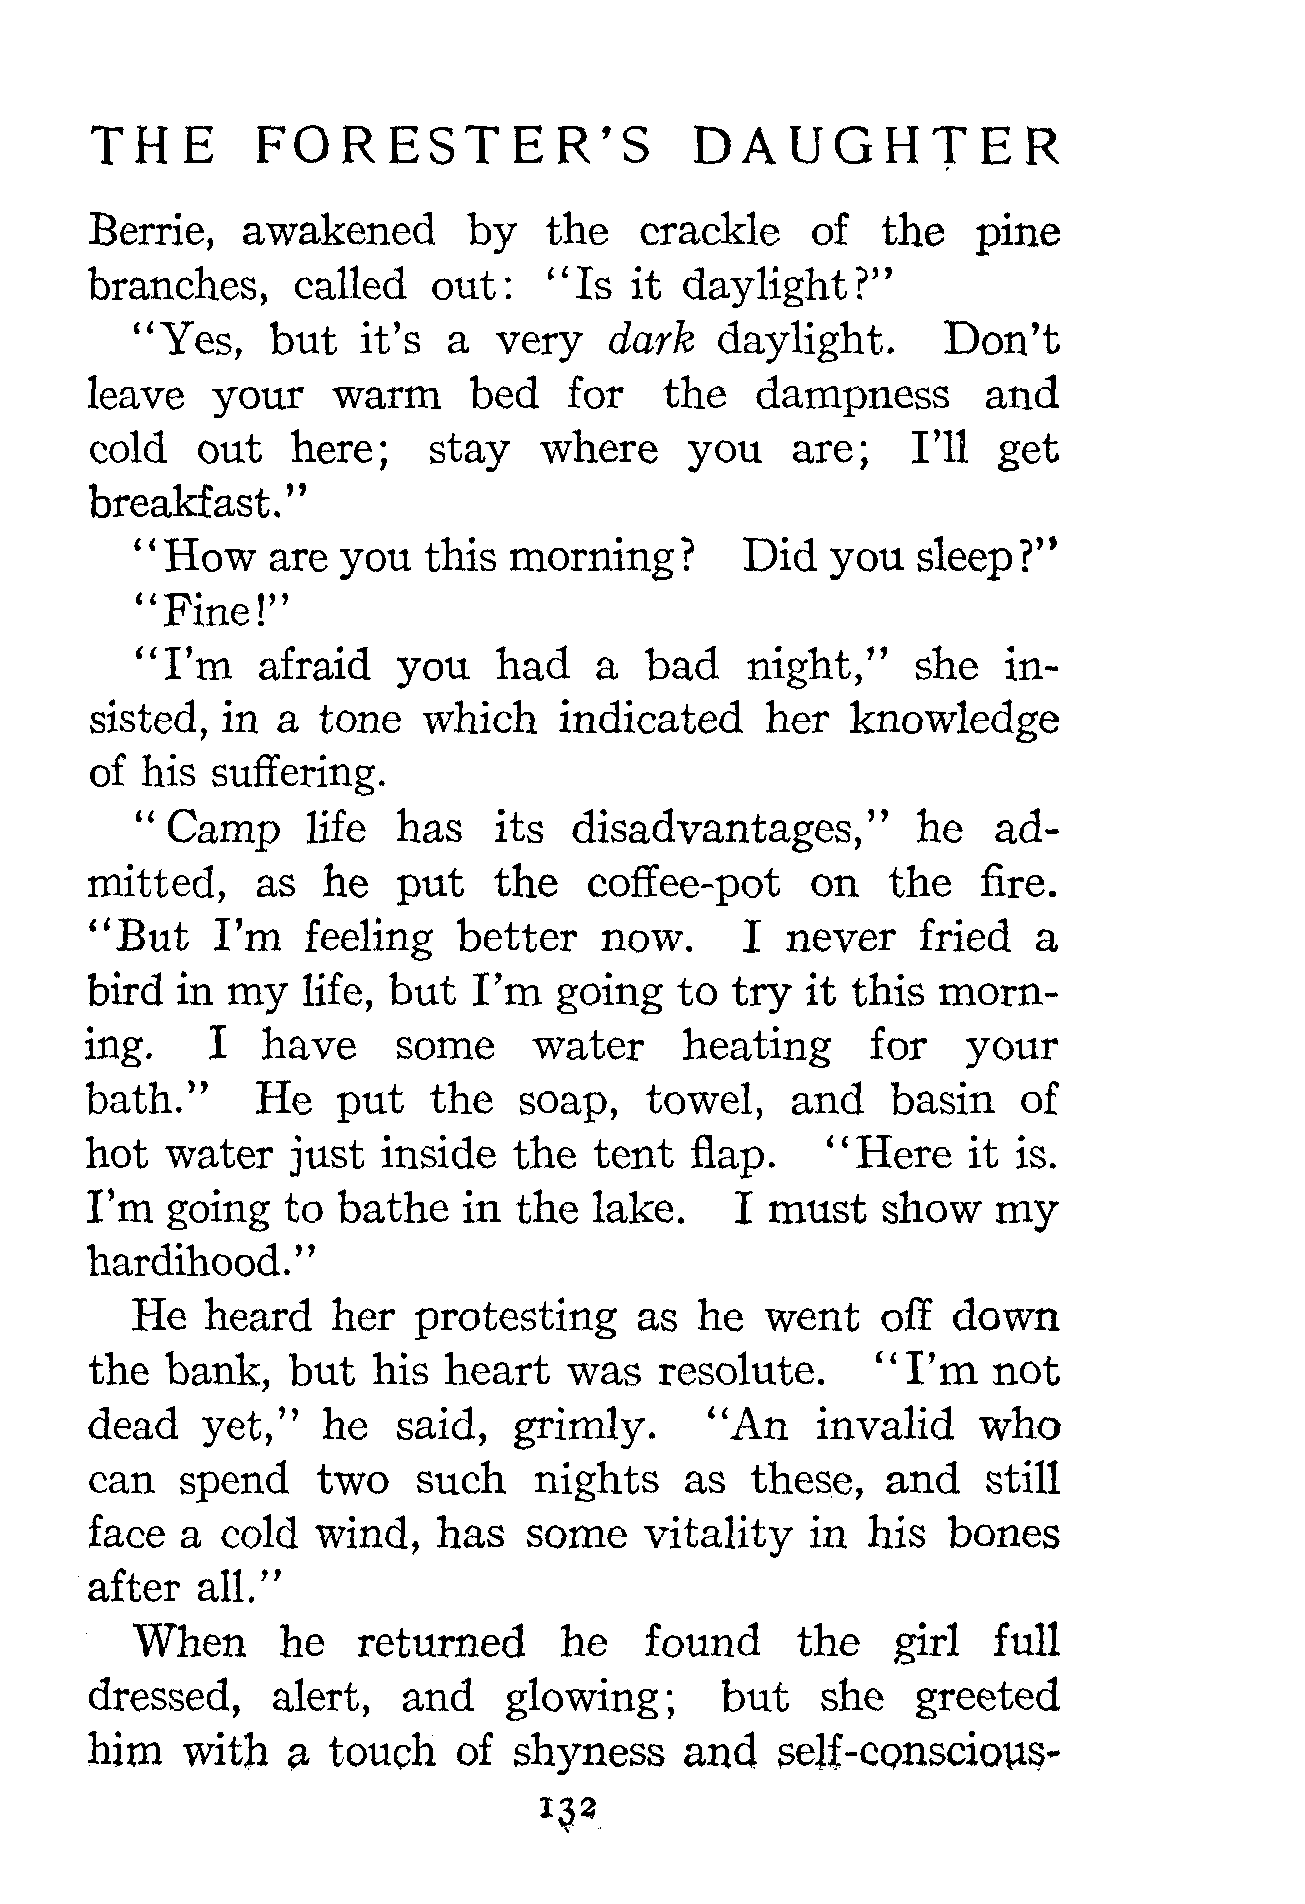 THE FORESTER'S DAUGHTER
Berrie, awakened by the crackle of the pine
branches, called out: "Is it daylight?"
"Yes, but it's a very dark daylight. Don't
leave your warm bed for the dampness and
cold out here; stay where you are; I'll get
breakfast."
"How are you this morning? Did you sleep?"
"Fine!"
"I'm afraid you had a bad night," she in-
sisted, in a tone which indicated her knowledge
of his suffering.
"Camp life has its disadvantages," he ad-
mitted, as he put the coffee-pot on the fire.
"But I'm feeling better now. I never fried a
bird in my life, but I'm going to try it this morn-
ing. I have some water heating for your
bath." He put the soap, towel, and basin of
hot water just inside the tent flap. "Here it is.
I'm going to bathe in the lake. I must show my
hardihood."
He heard her protesting as he went off down
the bank, but his heart was resolute. "I'm not
dead yet," he said, grimly. "An invalid who
can spend two such nights as these, and still
face a cold wind, has some vitality in his bones
after all."
When he returned he found the girl full
dressed, alert, and glowing; but she greeted
him with a touch of shyness and self-conscious-
132